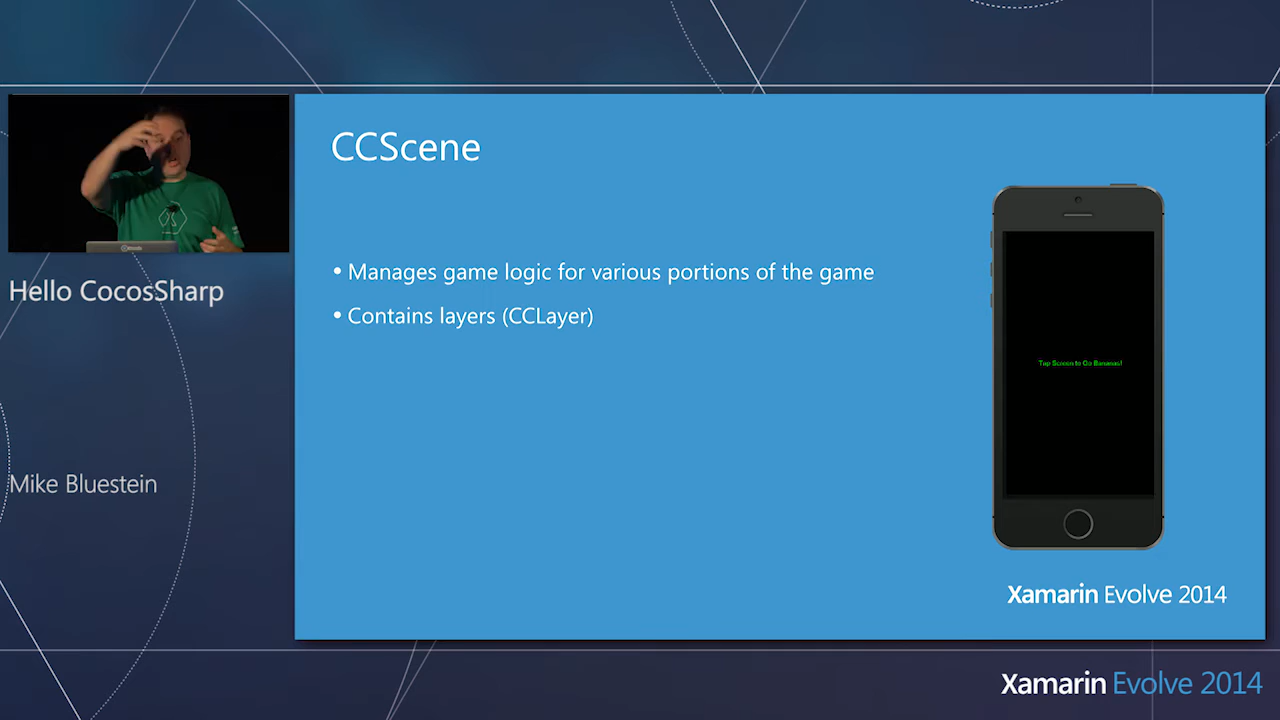 CCScene
• Manages game logic for various portions of the game
• Contains layers (CCLayer)
Tap Screen to Go Bananas!
Xamarin Evolve 2014
Hello CocosSharp
Mike Bluestein
Xamarin Evolve 2014